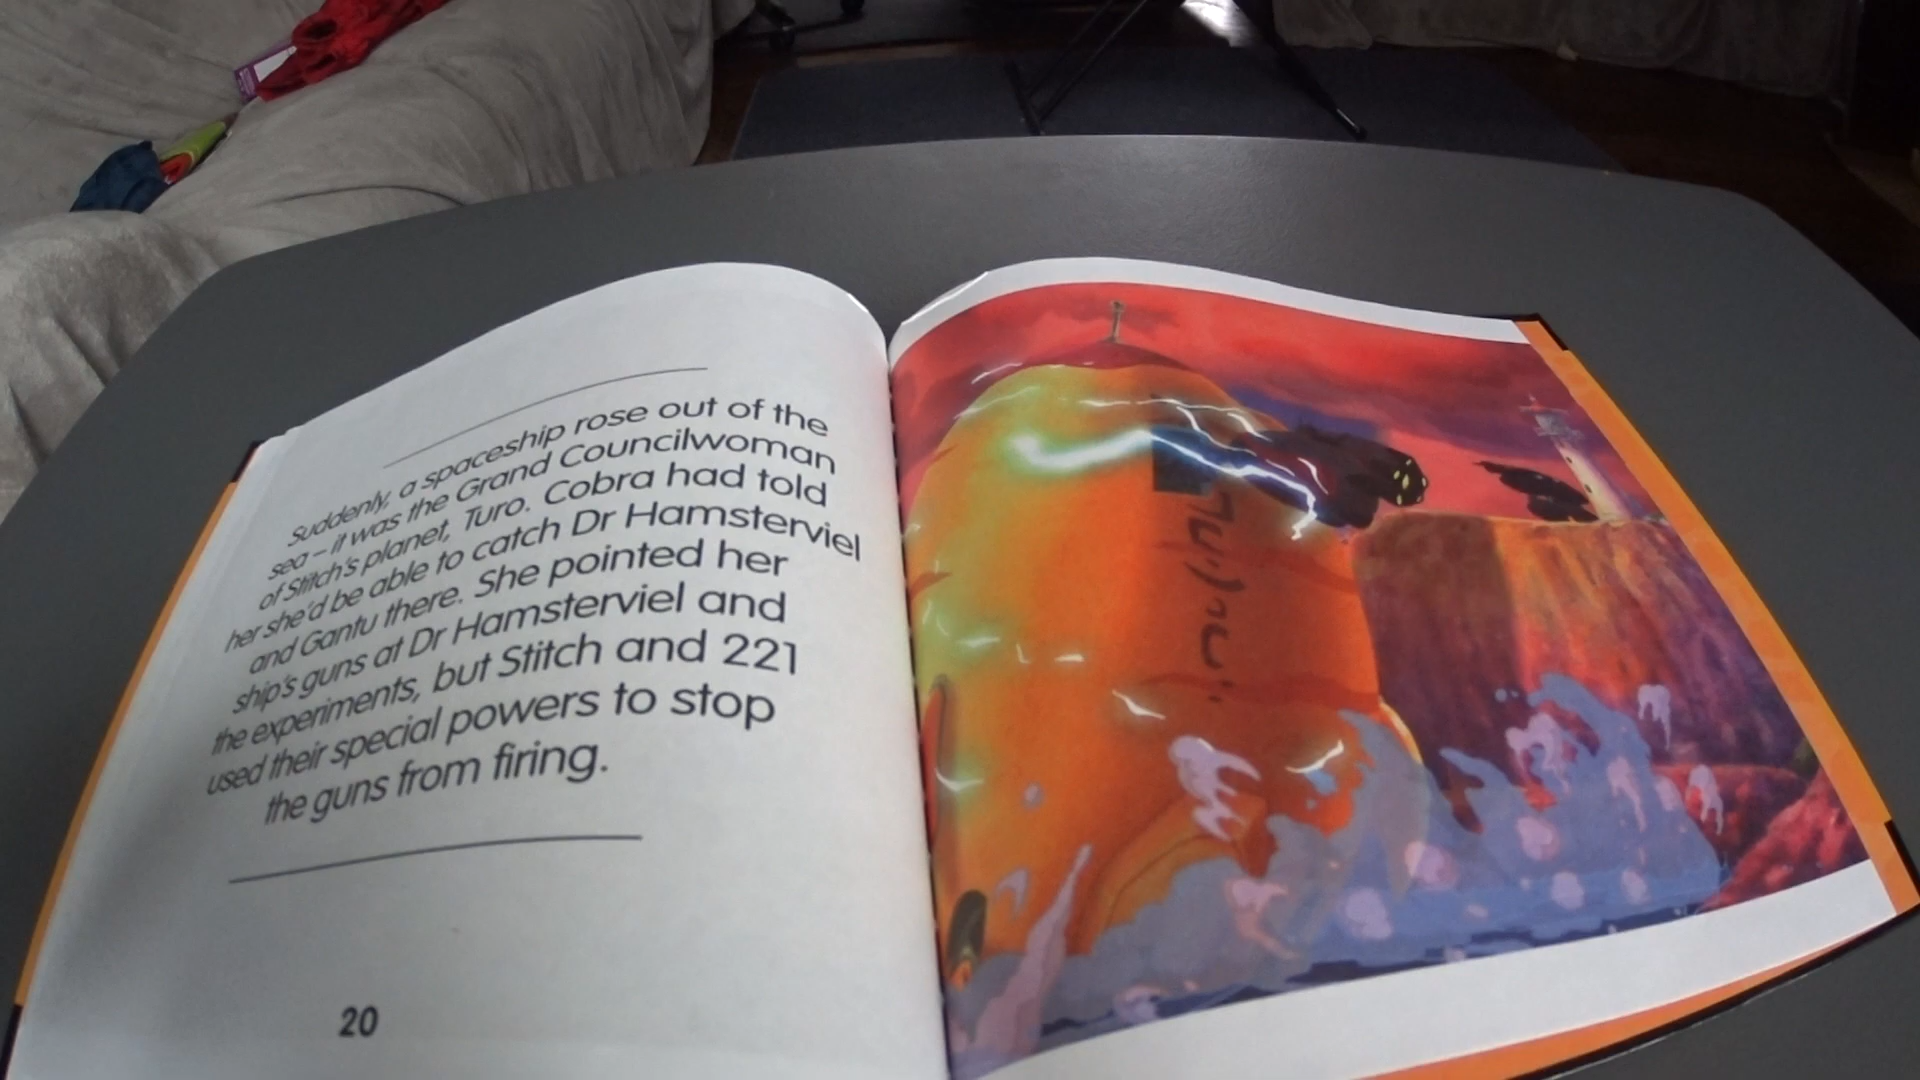 Suddenly, a spaceship rose out of the
sea – it was the Grand Councilwoman
of Stitch's planet, Turo. Cobra had told
her she'd be able to catch Dr Hamsterviel
and Gantu there. She pointed her
ship's guns at Dr Hamsterviel and
the experiments, but Stitch and 221
used their special powers to stop
the guns from firing.
20